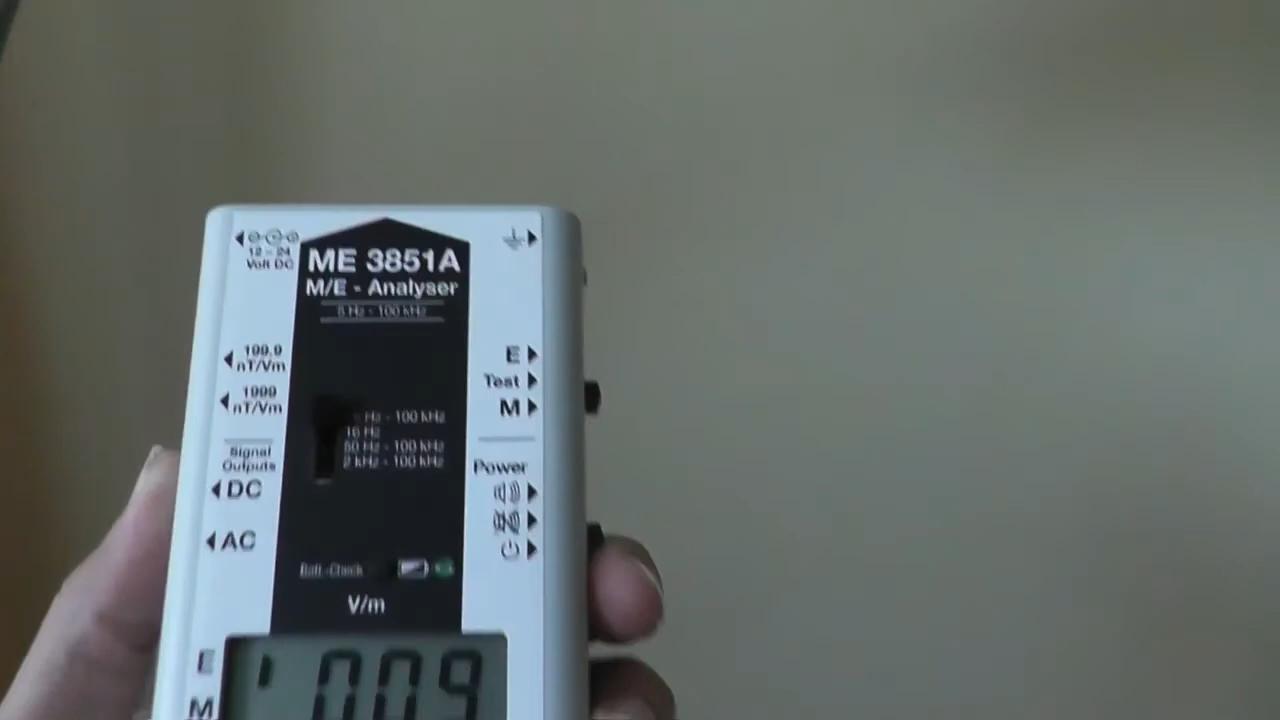 12 – 24
Volt DC
ME 3851A
M/E - Analyser
5 Hz - 100 kHz
199.9
nT/Vm
1999
nT/Vm
E
Test
M
Hz - 100 kHz
16 Hz
50 Hz - 100 kHz
2 kHz - 100 kHz
Signal
Outputs
DC
AC
Power
Batt.-Check
V/m
E
M
009